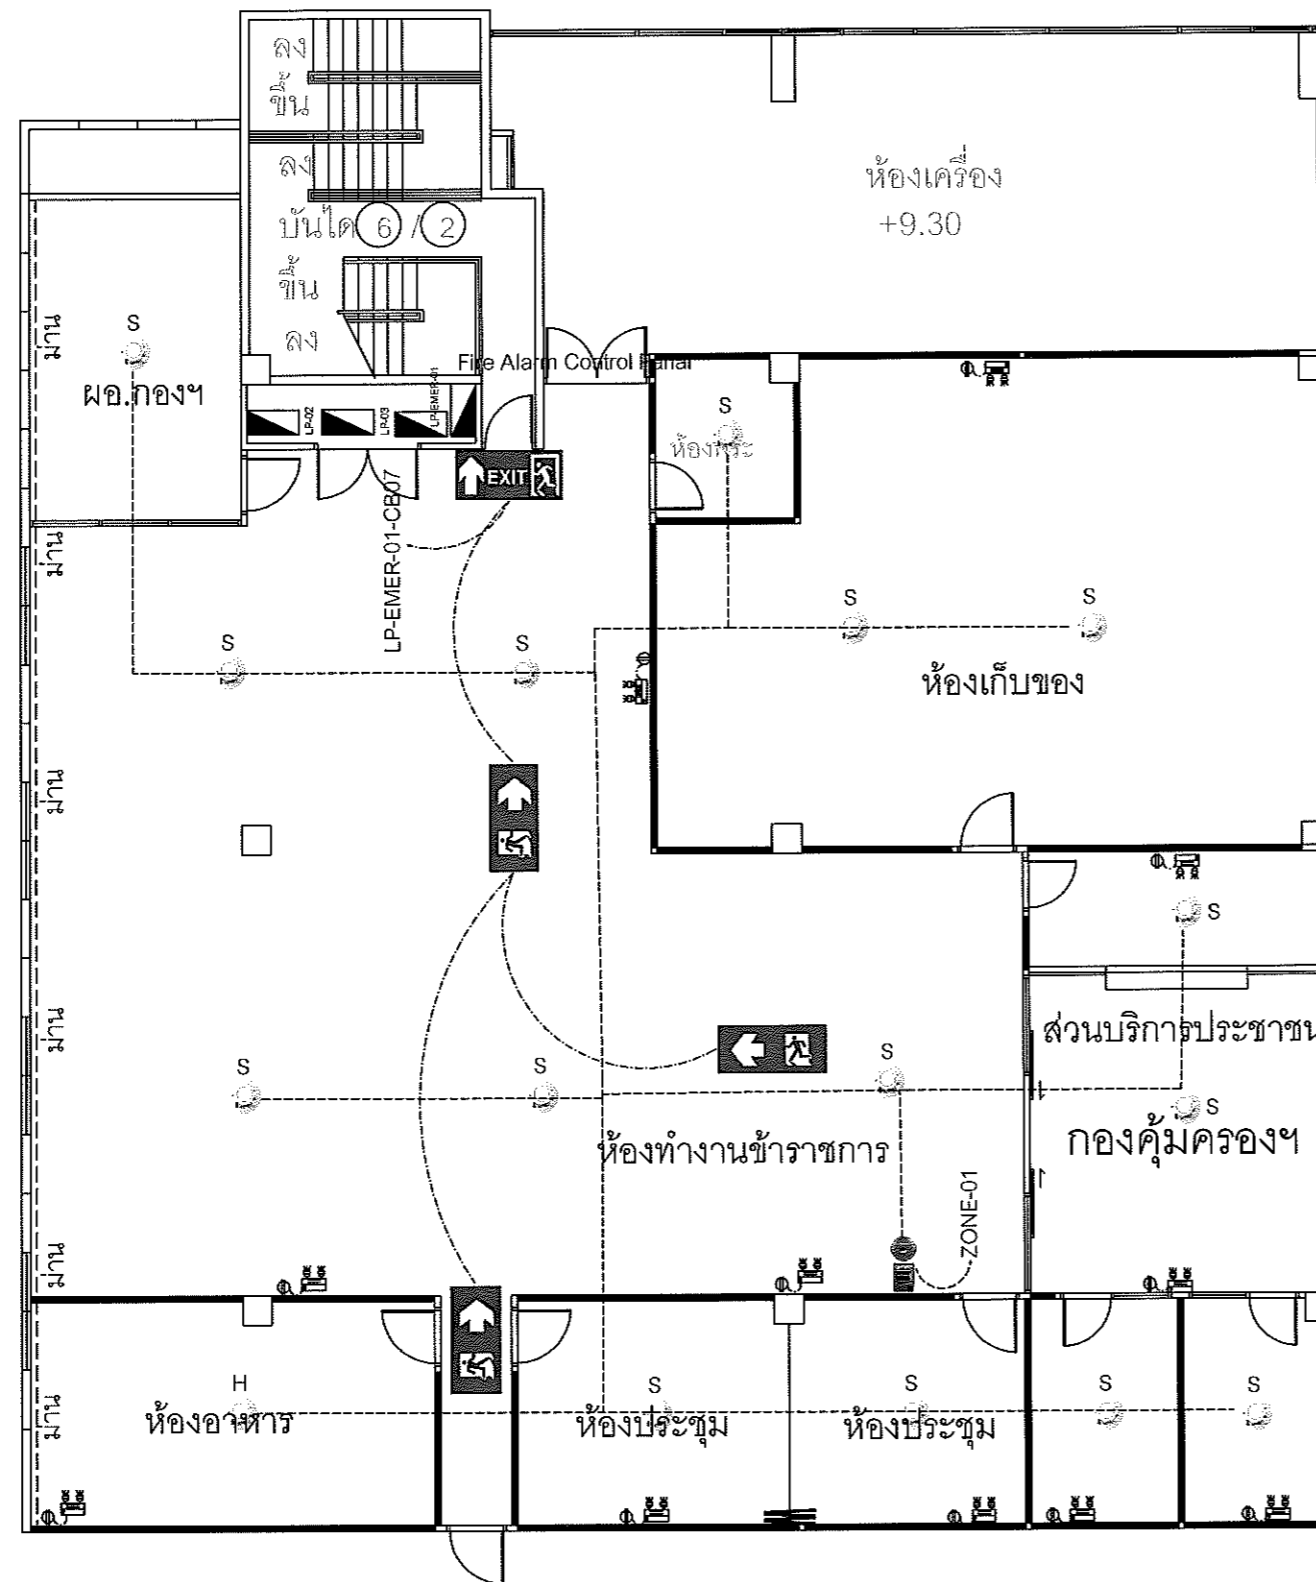 ลง
ขึ้น
ลง
บันได 6 / 2
ขึ้น
ลง
ห้องเครื่อง
+9.30
ม่าน
S
ผอ.กองฯ
Fire Alarm Control Panal
LP-02
LP-03
LP-EMER-01
EXIT
LP-EMER-01-CB07
S
ห้องพระ
ม่าน
S
S
S
S
ห้องเก็บของ
ม่าน
S
ม่าน
ส่วนบริการประชาชน
S
S
S
S
กองคุ้มครองฯ
ห้องทำงานข้าราชการ
ZONE-01
ม่าน
H
S
S
S
S
ม่าน
ห้องอาหาร
ห้องประชุม
ห้องประชุม